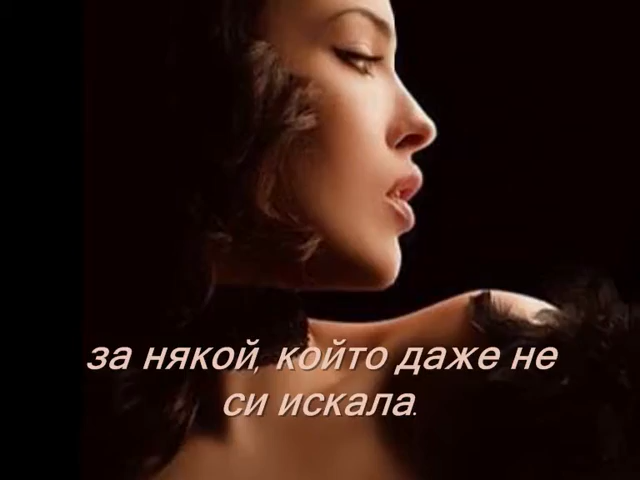 за някой, който даже не
си искала.